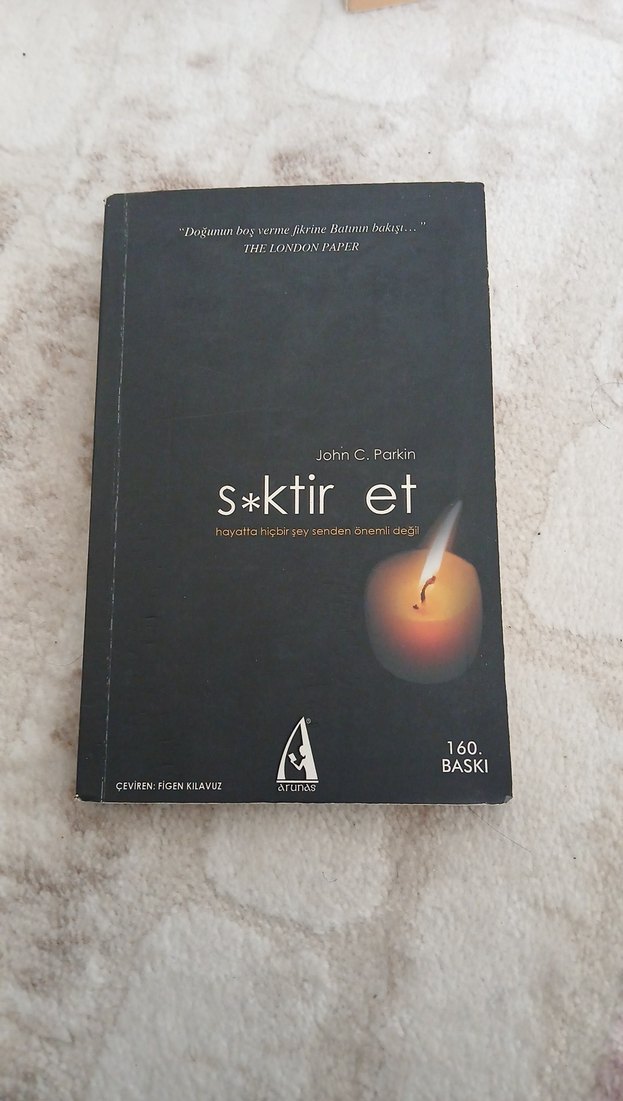 “Doğunun boş verme fikrine Batının bakışı...”
THE LONDON PAPER
John C. Parkin
s*ktir et
hayatta hiçbir şey senden önemli değil
160.
BASKI
®
arunas
ÇEVİREN: FİGEN KILAVUZ